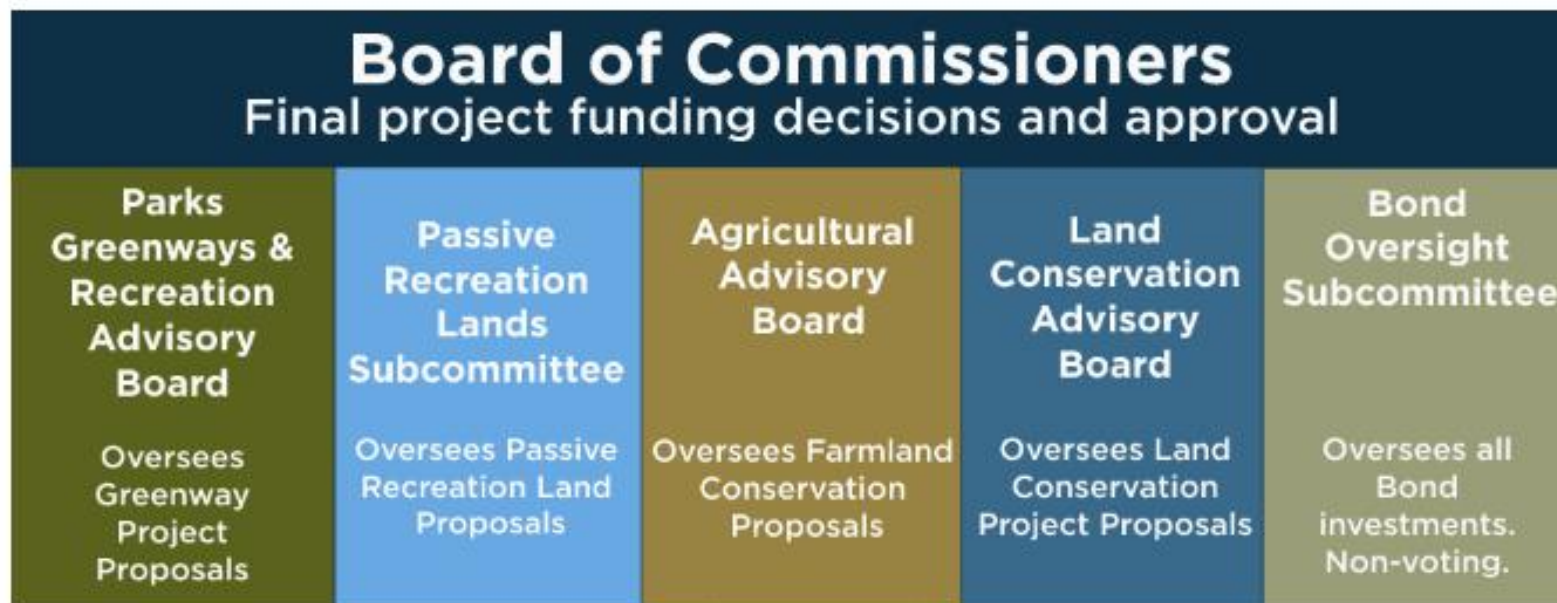 Board of Commissioners
Final project funding decisions and approval
Parks
Greenways &
Recreation
Advisory
Board
Oversees
Greenway
Project
Proposals
Passive
Recreation
Lands
Subcommittee
Oversees Passive
Recreation Land
Proposals
Agricultural
Advisory
Board
Oversees Farmland
Conservation
Proposals
Land
Conservation
Advisory
Board
Oversees Land
Conservation
Project Proposals
Bond
Oversight
Subcommittee
Oversees all
Bond
investments.
Non-voting.